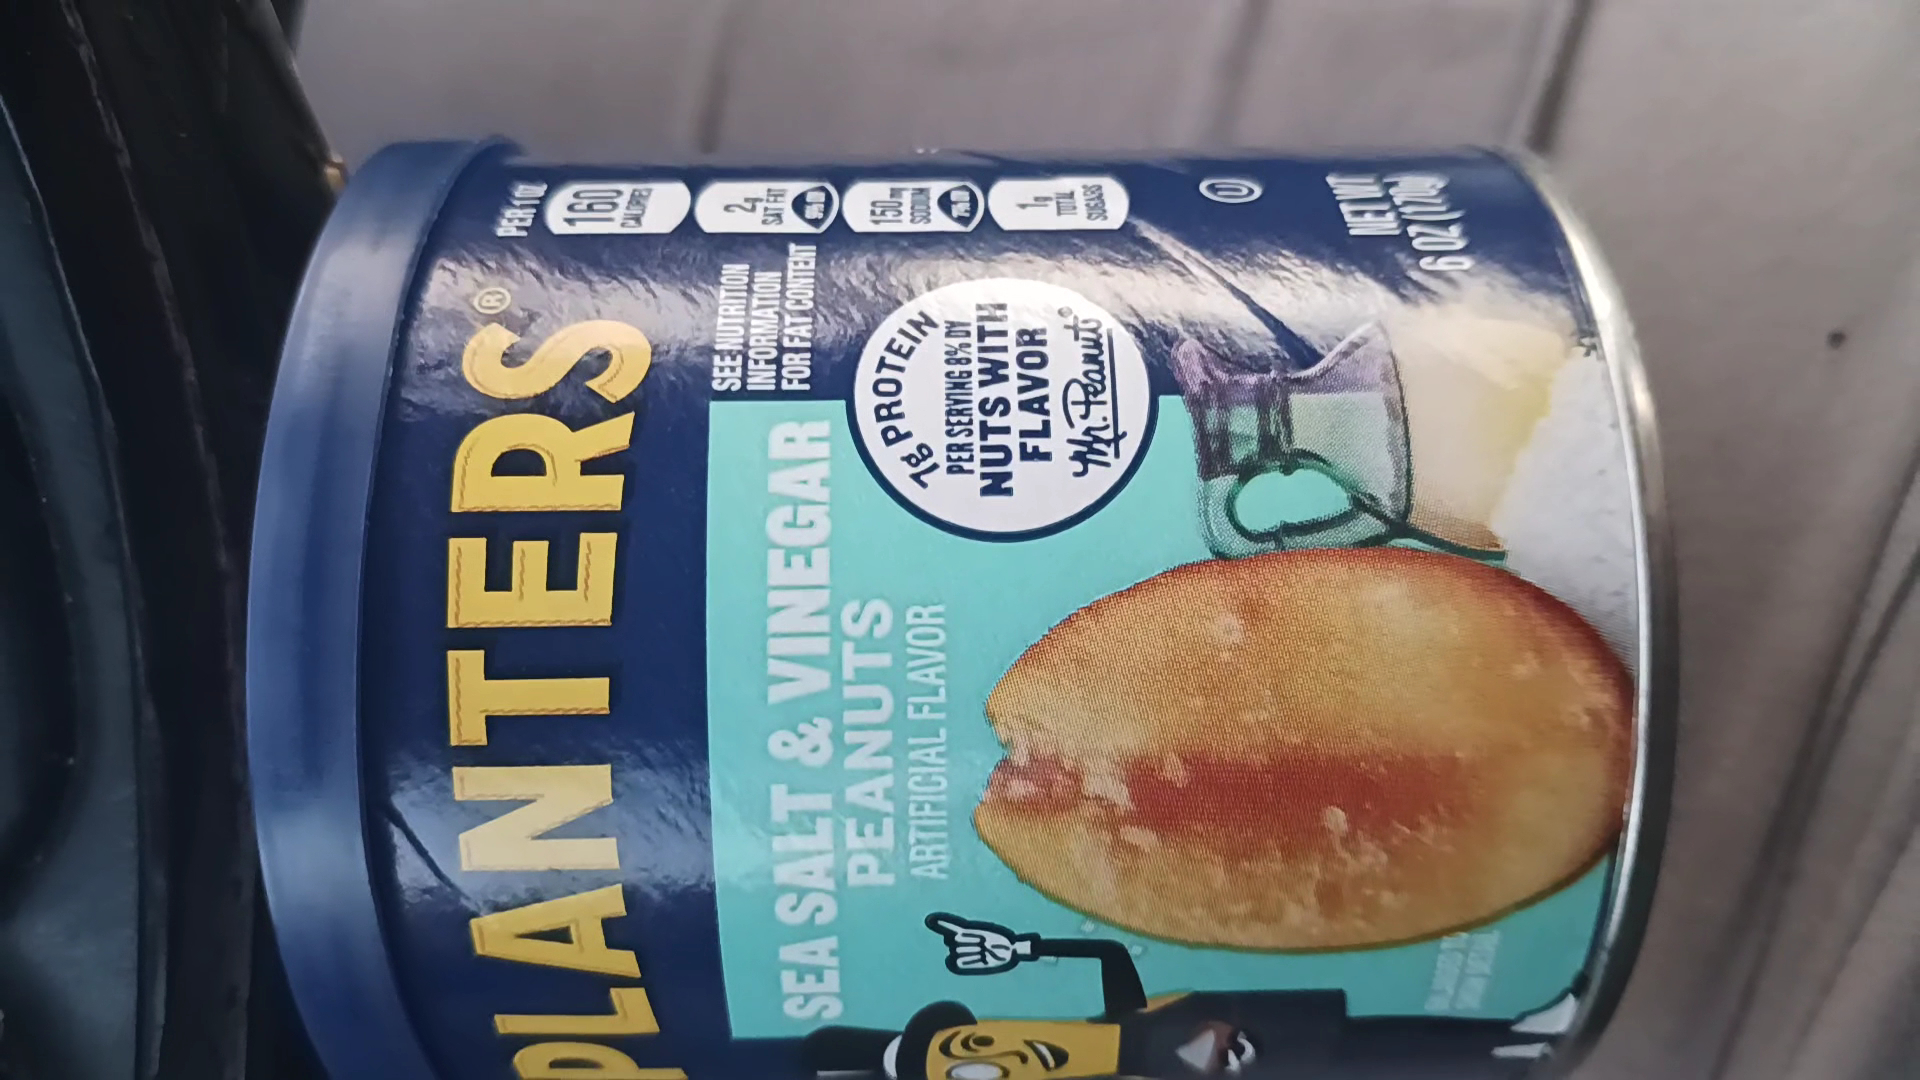 PLANTERS®
PER 1 OZ
160
CALORIES
2g
SAT FAT
150mg
SODIUM
1g
TOTAL
SUGARS
SEE NUTRITION
INFORMATION
FOR FAT CONTENT
SEA SALT & VINEGAR
PEANUTS
ARTIFICIAL FLAVOR
7g PROTEIN
PER SERVING 8% DV
NUTS WITH
FLAVOR
Mr. Peanut®
U
NET WT
6 OZ (170g)